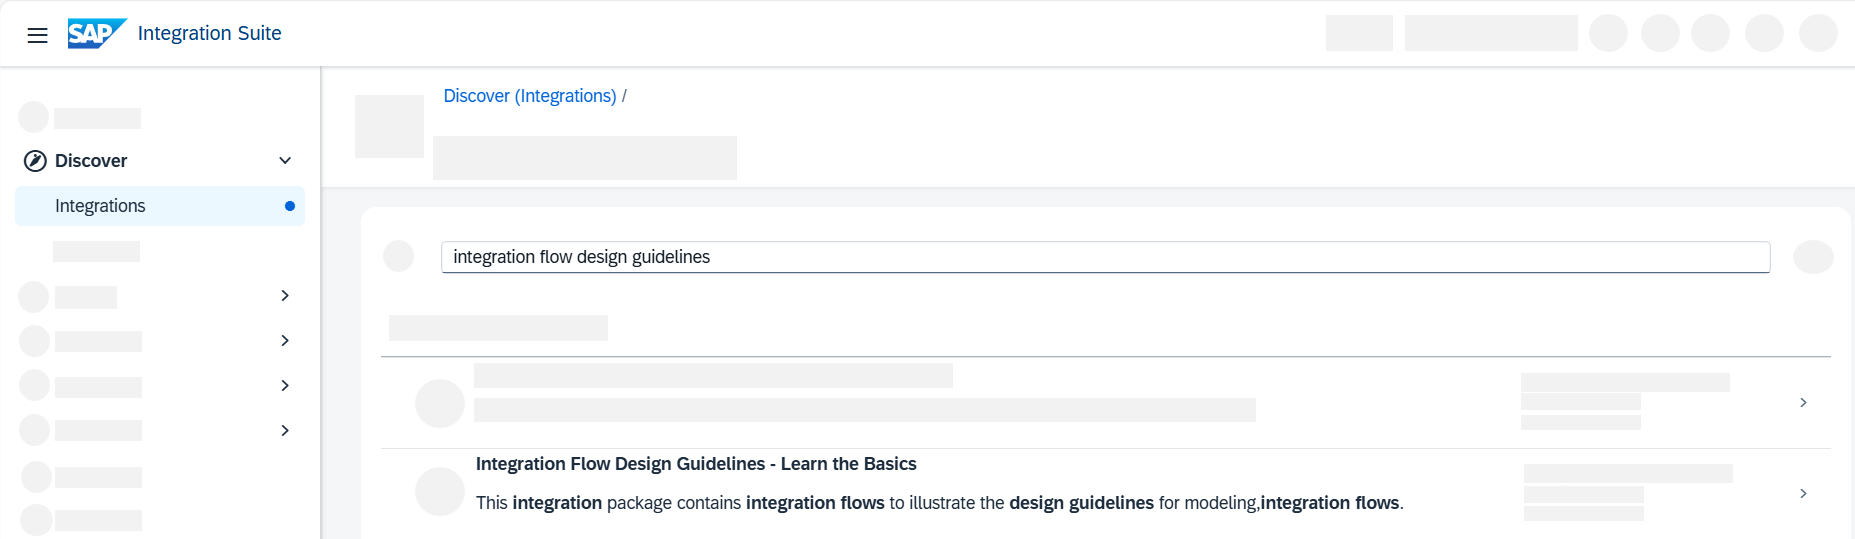 SAP Integration Suite
Discover (Integrations) /
Discover
Integrations
integration flow design guidelines
Integration Flow Design Guidelines - Learn the Basics
This integration package contains integration flows to illustrate the design guidelines for modeling,integration flows.